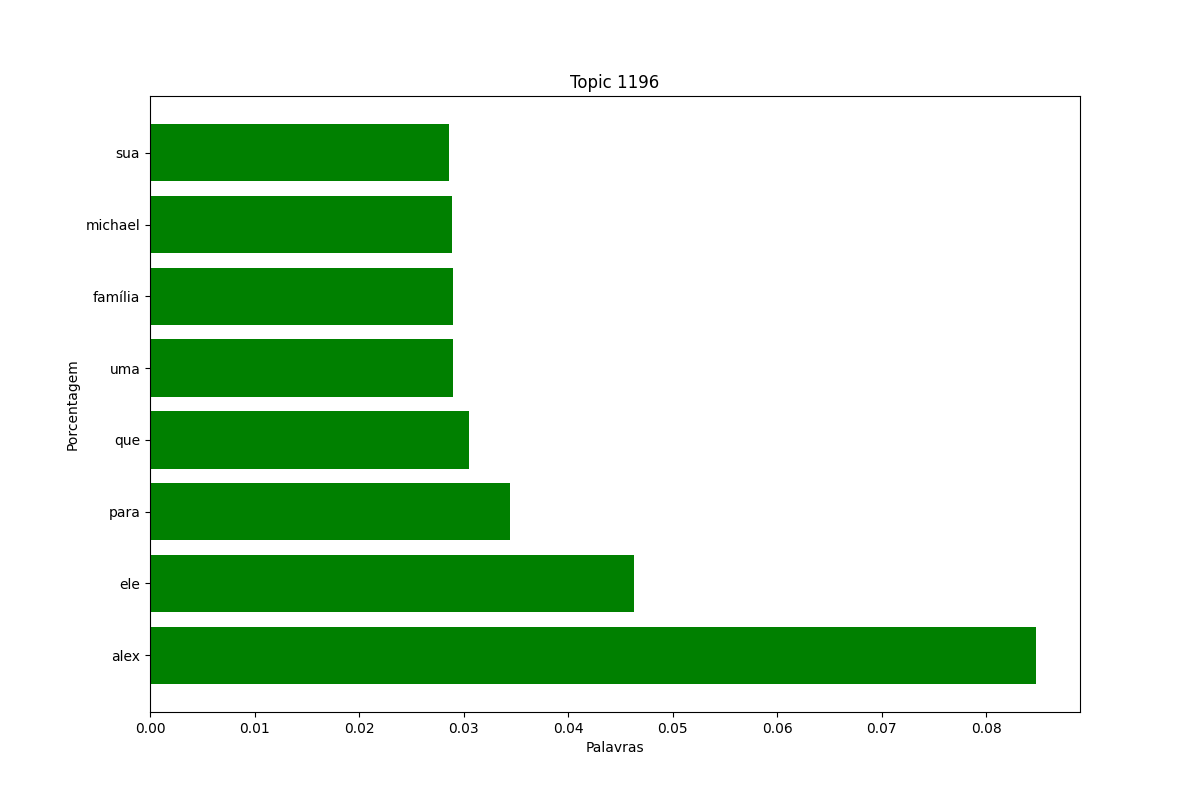 Topic 1196
sua
michael
família
uma
que
para
ele
alex
Porcentagem
0.00 0.01 0.02 0.03 0.04 0.05 0.06 0.07 0.08
Palavras